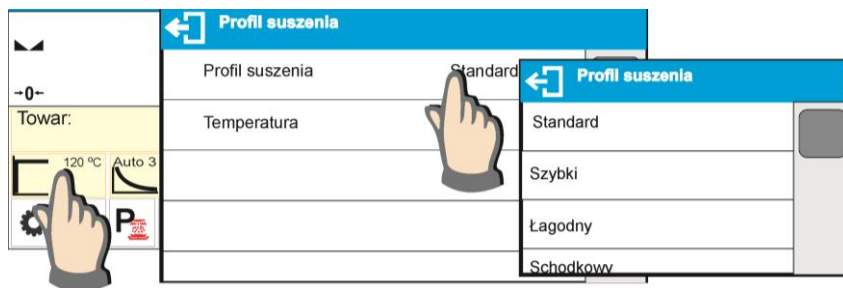 →0←
Towar:
120 ºC
Auto 3
P
Profil suszenia
Profil suszenia Standard
Temperatura
Profil suszenia
Standard
Szybki
Łagodny
Schodkowy